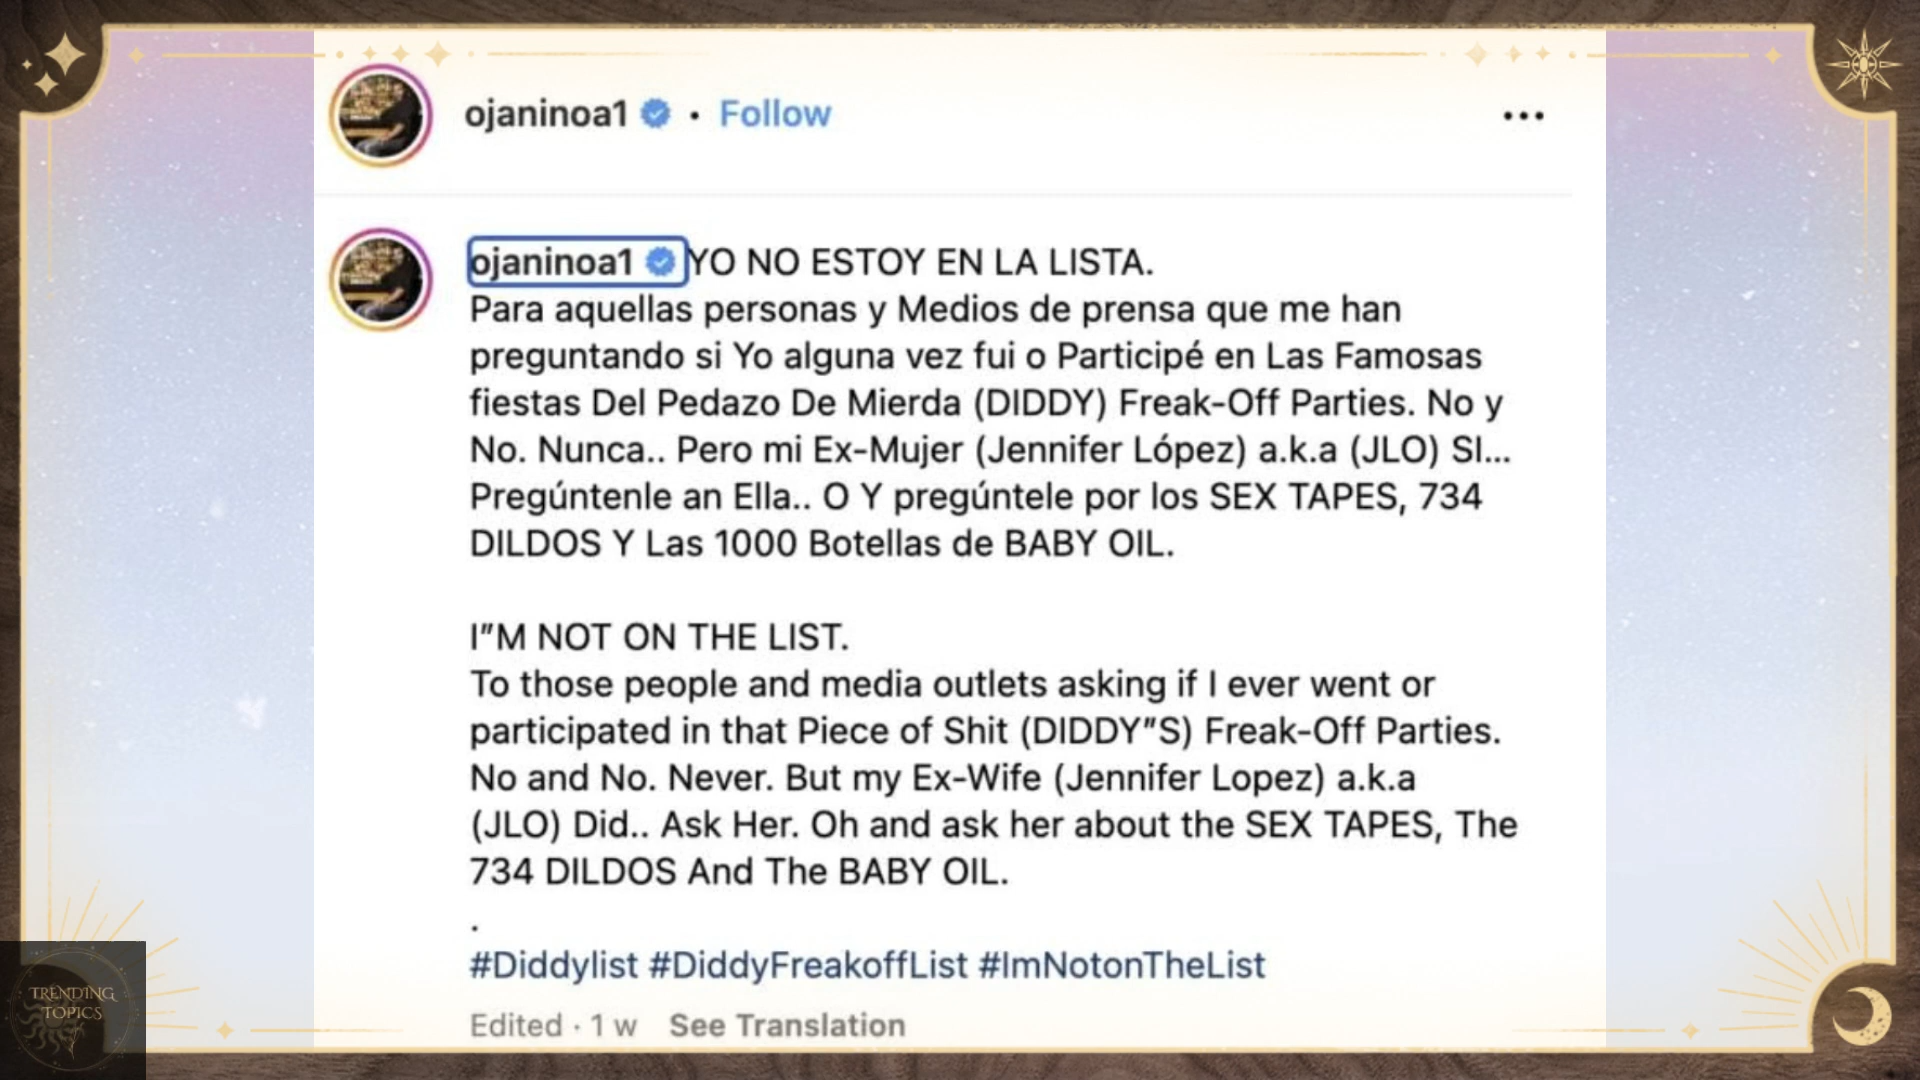 ojaninoa1 • Follow
ojaninoa1 YO NO ESTOY EN LA LISTA.
Para aquellas personas y Medios de prensa que me han
preguntando si Yo alguna vez fui o Participé en Las Famosas
fiestas Del Pedazo De Mierda (DIDDY) Freak-Off Parties. No y
No. Nunca.. Pero mi Ex-Mujer (Jennifer López) a.k.a (JLO) SI...
Pregúntenle an Ella.. O Y pregúntele por los SEX TAPES, 734
DILDOS Y Las 1000 Botellas de BABY OIL.
I"M NOT ON THE LIST.
To those people and media outlets asking if I ever went or
participated in that Piece of Shit (DIDDY"S) Freak-Off Parties.
No and No. Never. But my Ex-Wife (Jennifer Lopez) a.k.a
(JLO) Did.. Ask Her. Oh and ask her about the SEX TAPES, The
734 DILDOS And The BABY OIL.
.
#Diddylist #DiddyFreakoffList #ImNotonTheList
Edited · 1 w See Translation
TRENDING
TOPICS